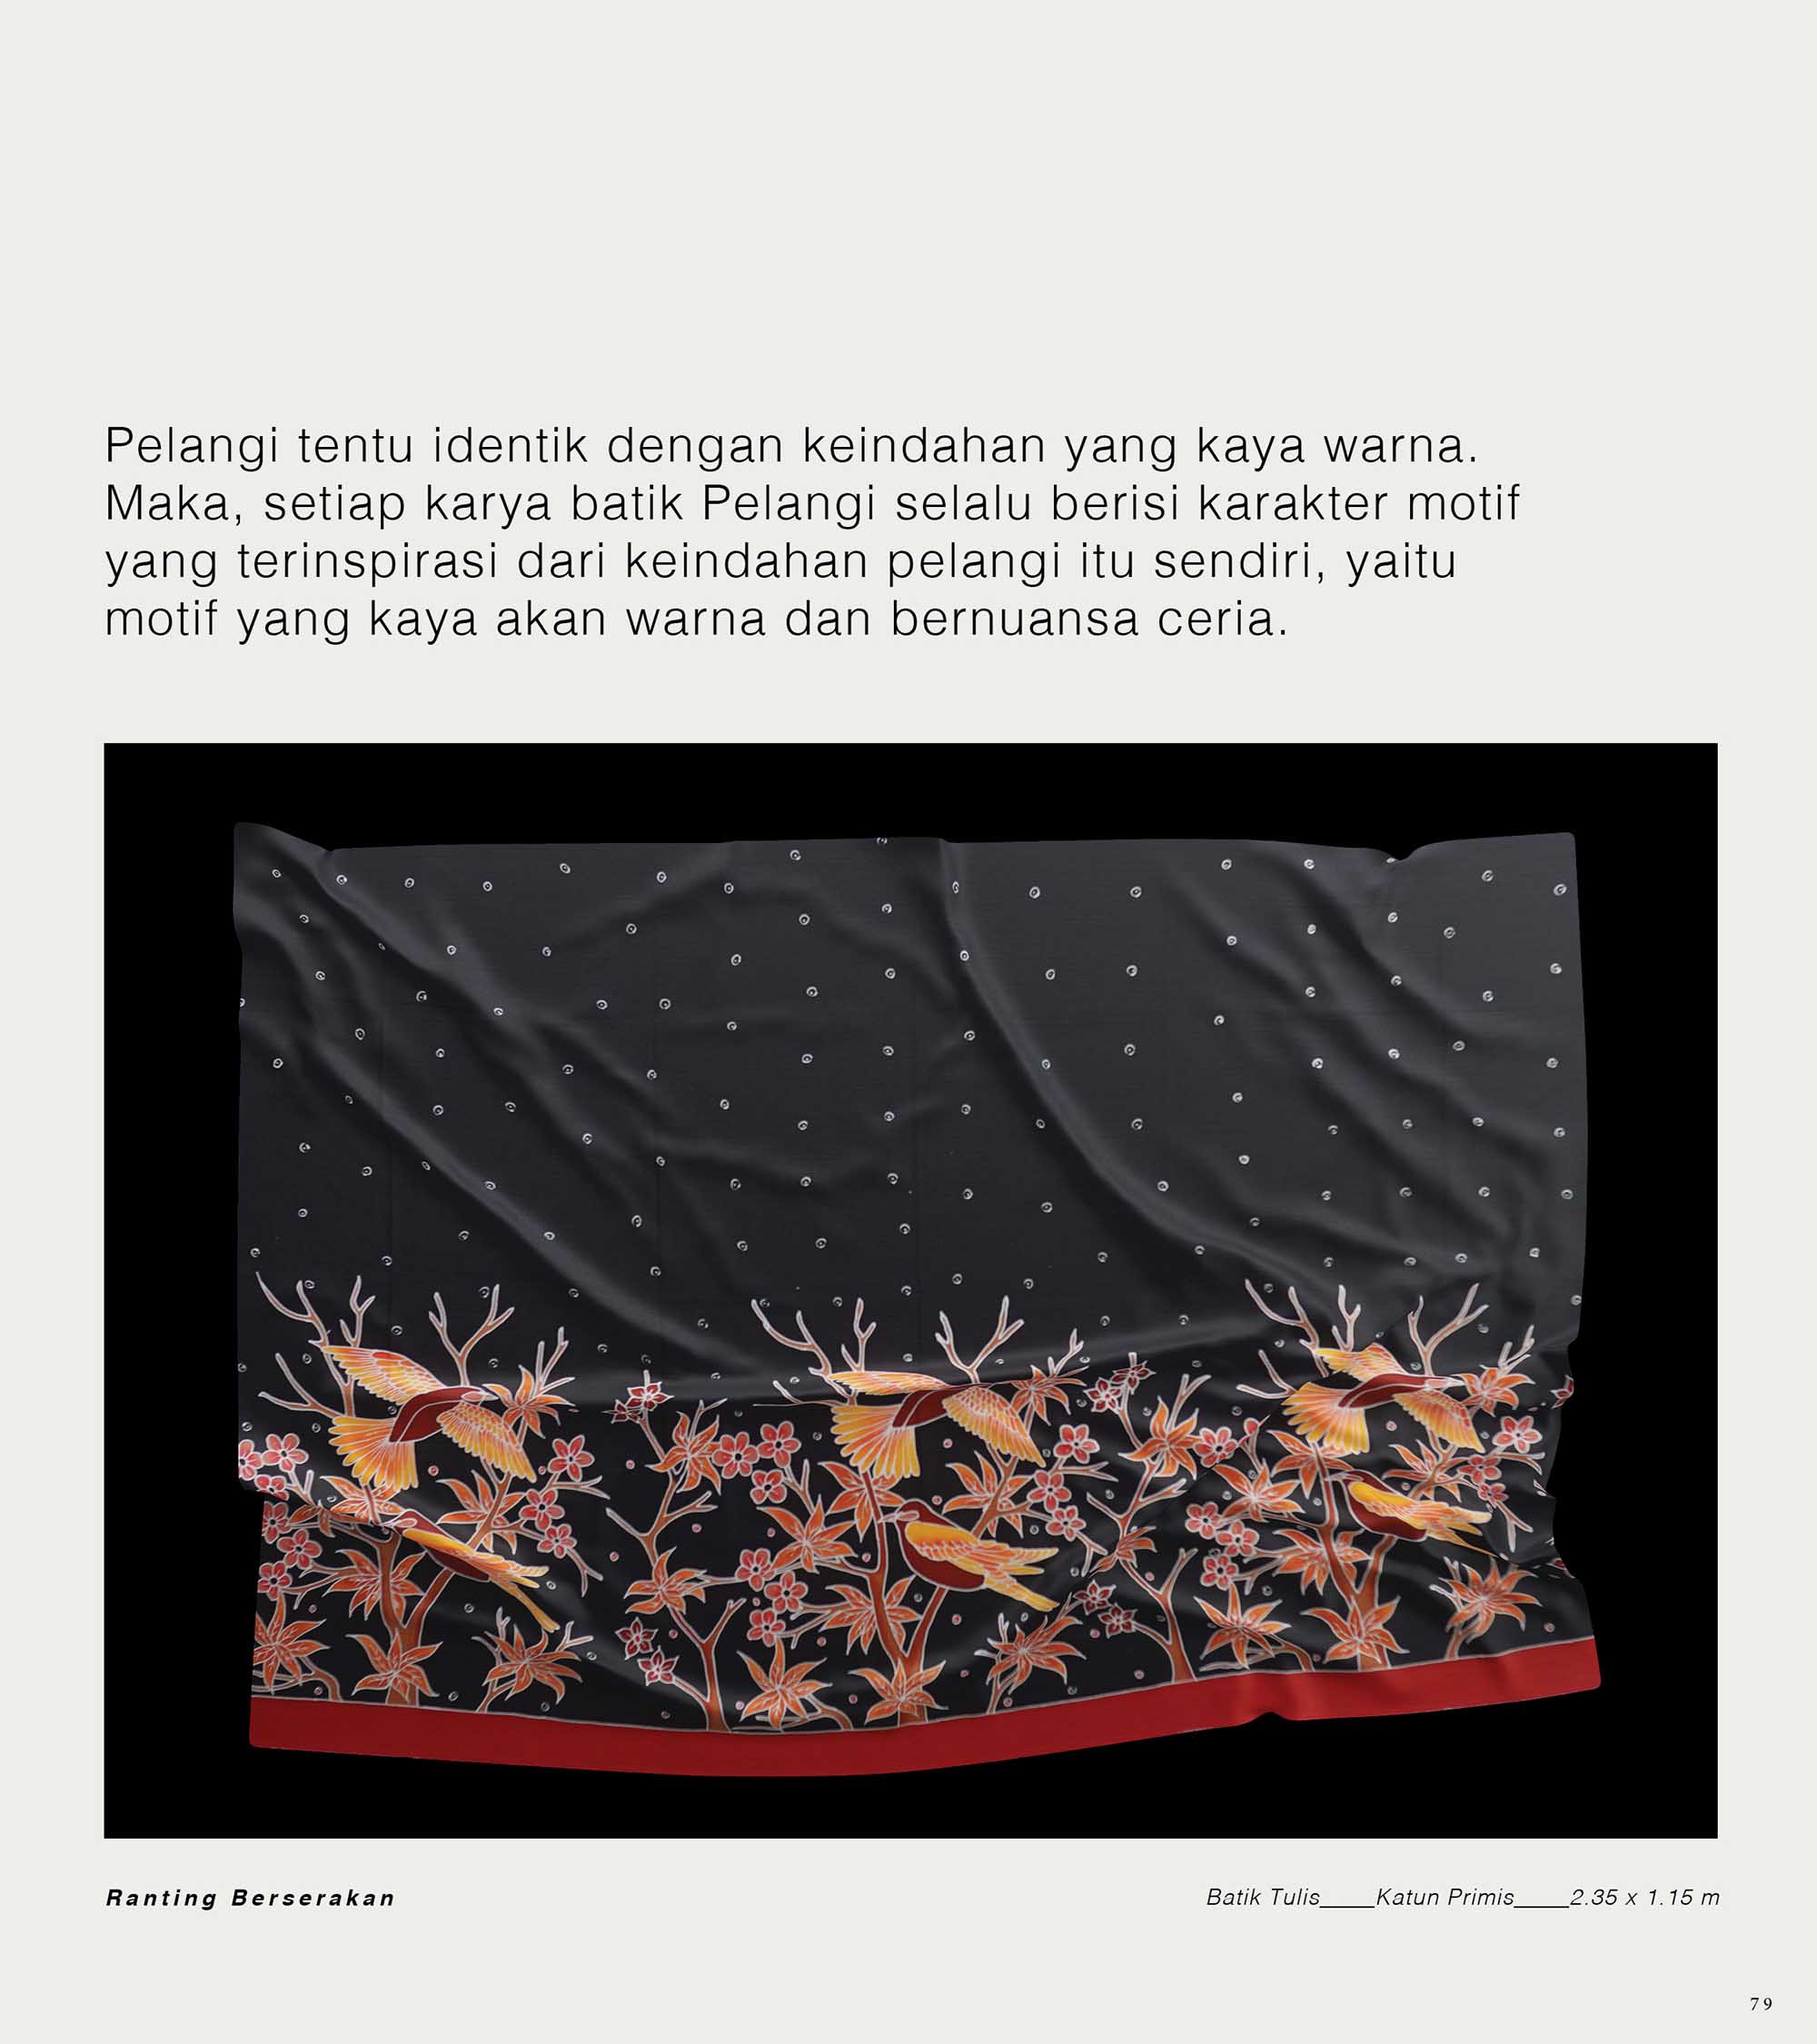 Pelangi tentu identik dengan keindahan yang kaya warna.
Maka, setiap karya batik Pelangi selalu berisi karakter motif
yang terinspirasi dari keindahan pelangi itu sendiri, yaitu
motif yang kaya akan warna dan bernuansa ceria.
Ranting Berserakan
Batik Tulis____Katun Primis____2.35 x 1.15 m
79